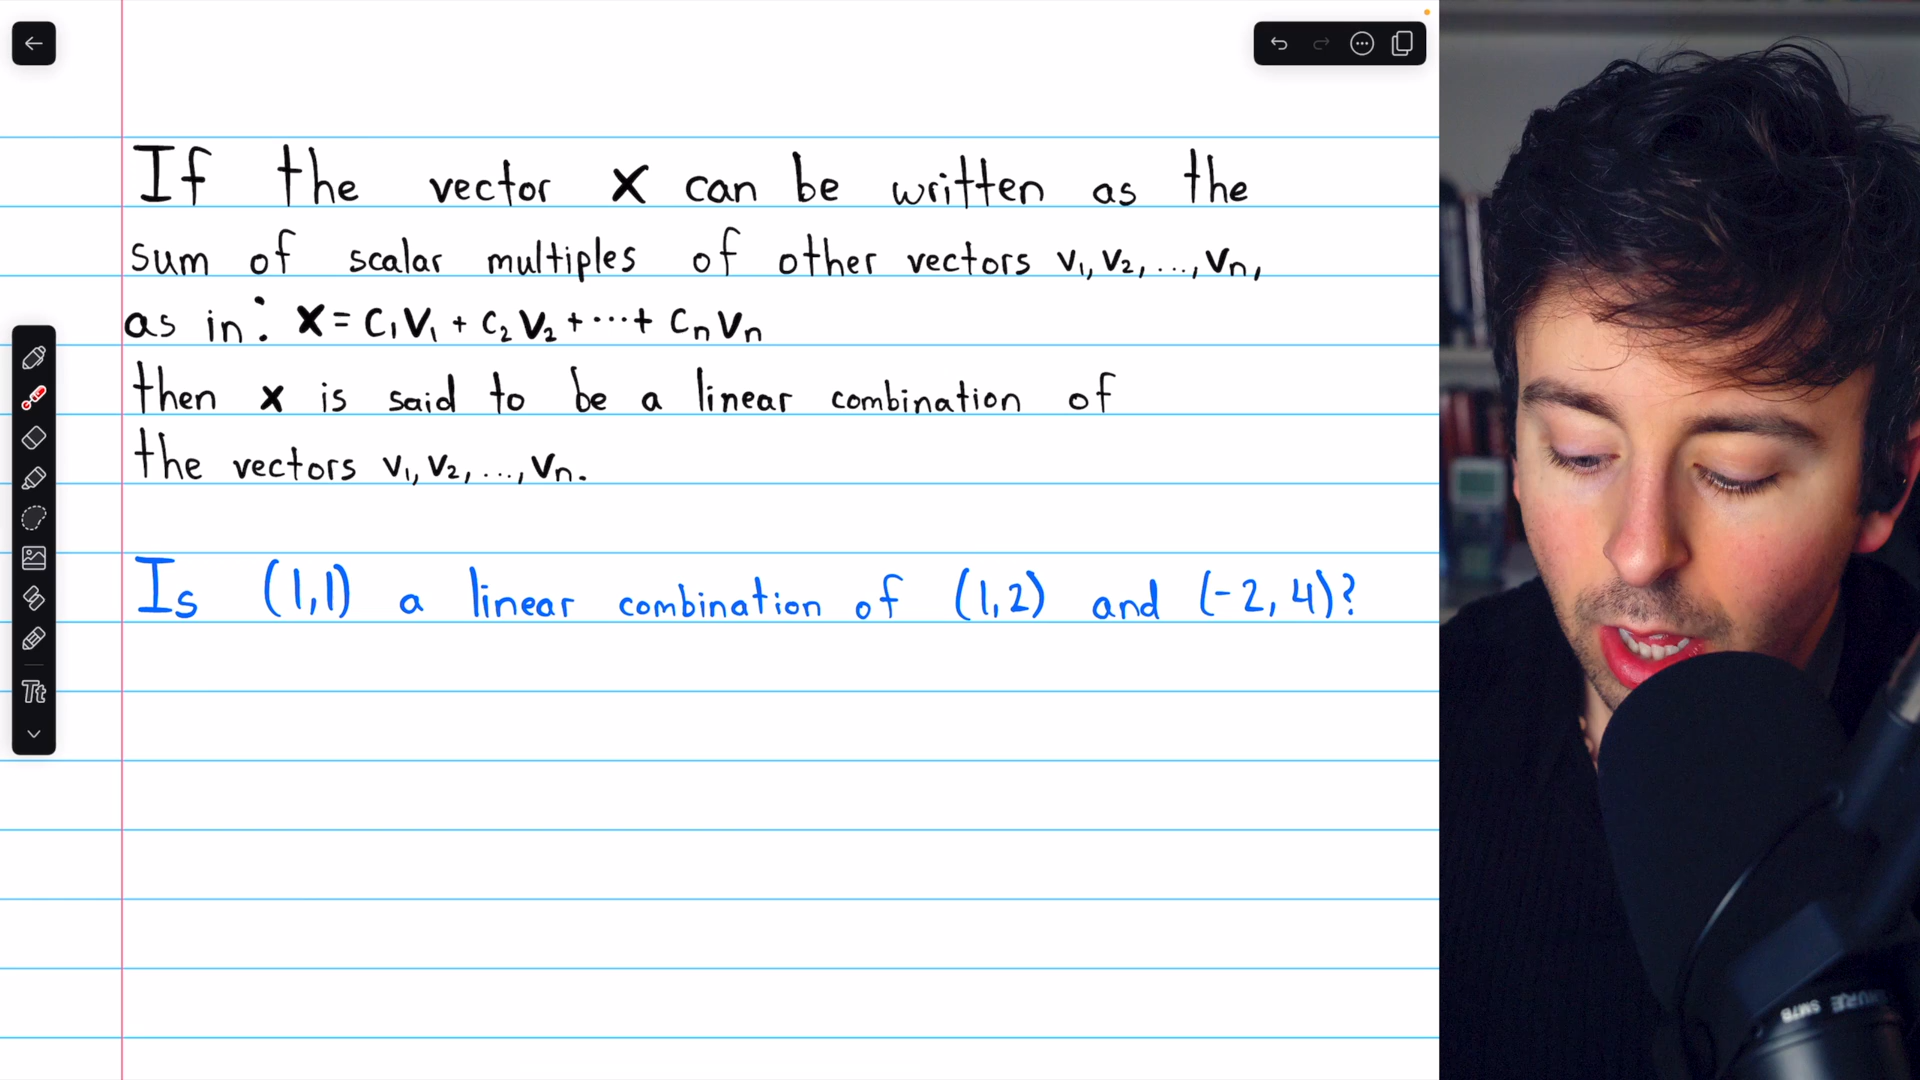 If the vector x can be written as the
sum of scalar multiples of other vectors v₁, v₂, ..., vₙ,
as in: x = c₁v₁ + c₂v₂ + ··· + cₙvₙ
then x is said to be a linear combination of
the vectors v₁, v₂, ..., vₙ.
Is (1,1) a linear combination of (1,2) and (-2,4)?
Tt
SM7B